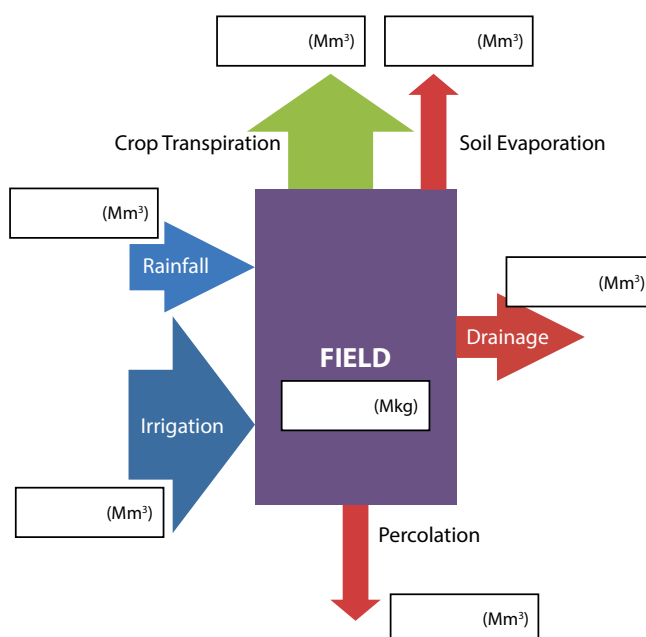 (Mm³) (Mm³)
Crop Transpiration Soil Evaporation
(Mm³)
Rainfall
(Mm³)
Drainage
FIELD
(Mkg)
Irrigation
(Mm³)
Percolation
(Mm³)